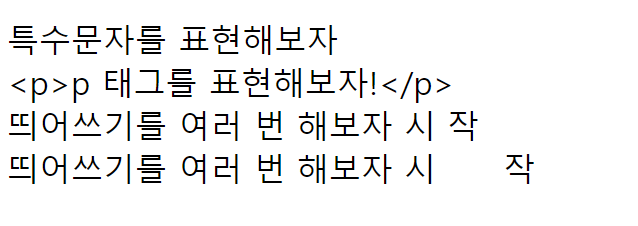 특수문자를 표현해보자
<p>p 태그를 표현해보자!</p>
띄어쓰기를 여러 번 해보자 시 작
띄어쓰기를 여러 번 해보자 시      작